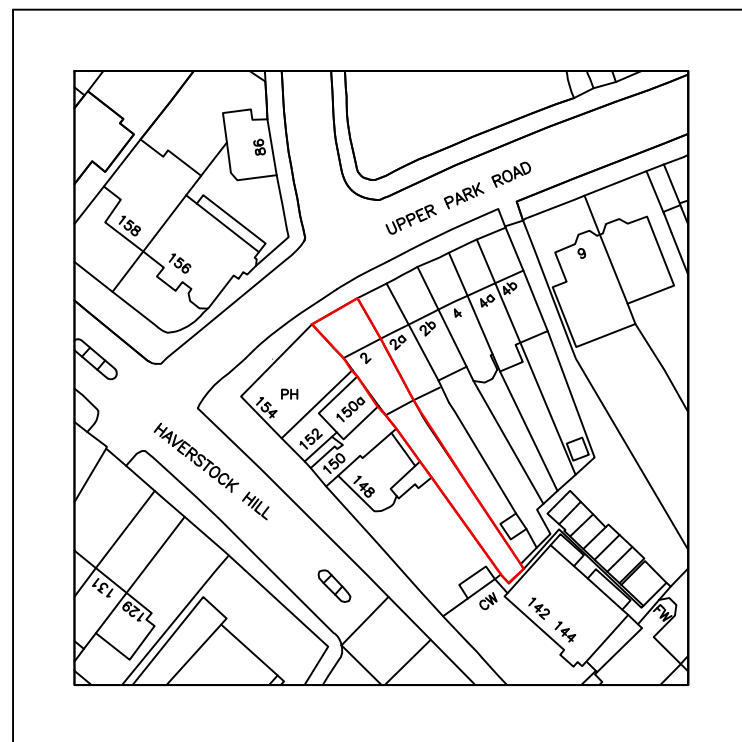 86
UPPER PARK ROAD
158
156
9
4b
4a
4
2b
2a
2
PH
154
150a
152
150
148
HAVERSTOCK HILL
131
129
CW
142 144
FW